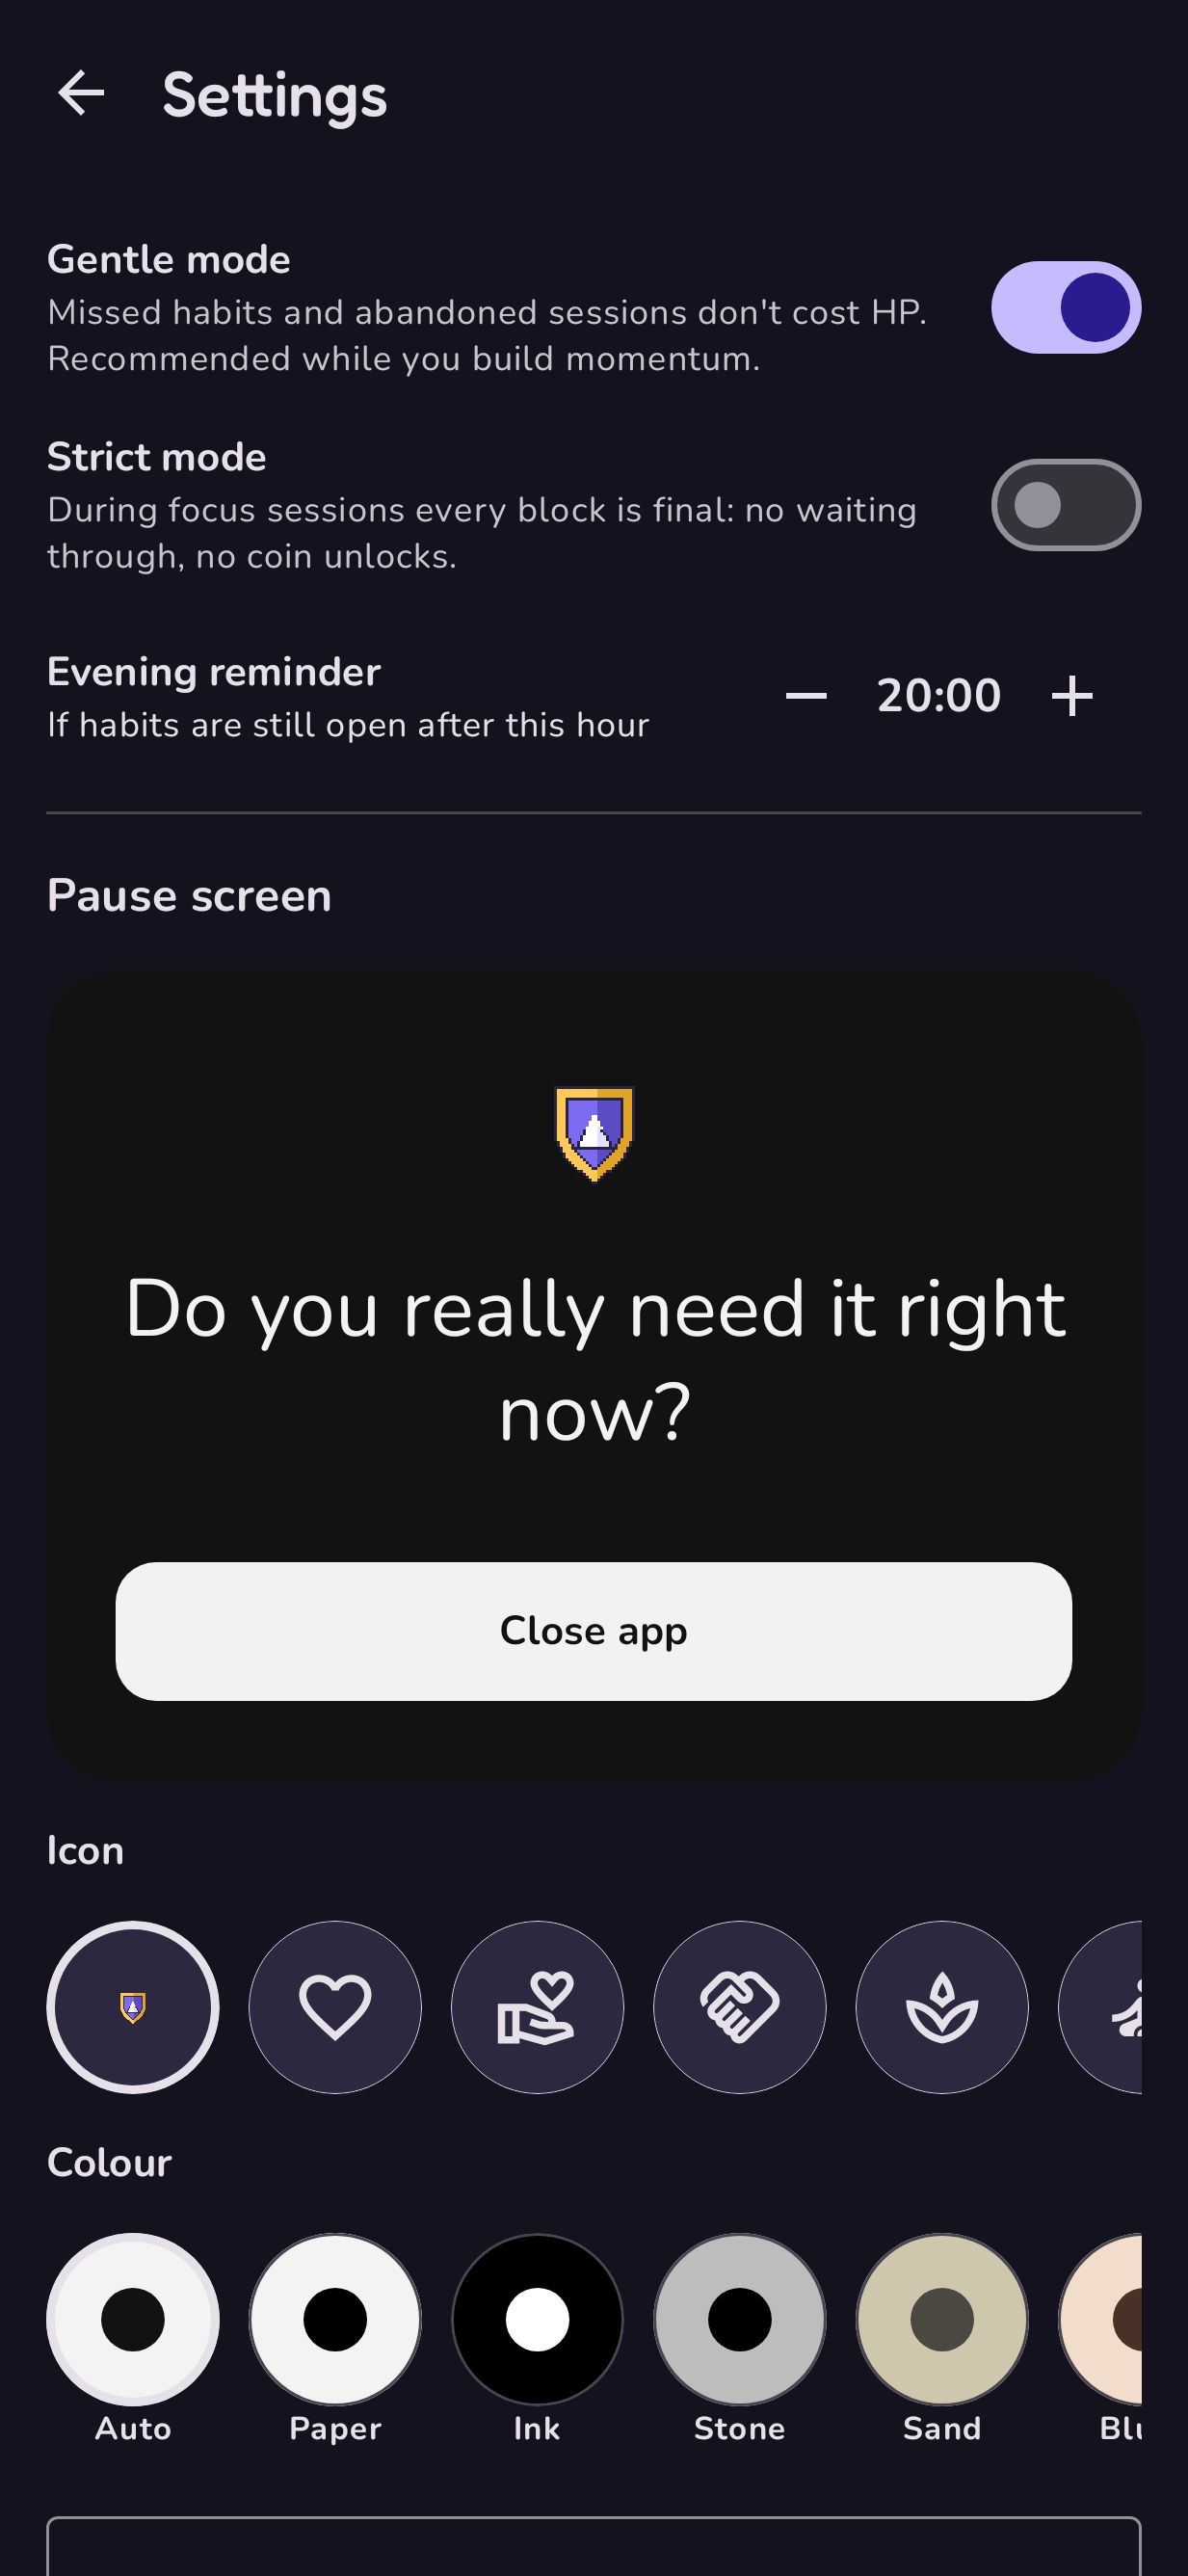 Settings
Gentle mode
Missed habits and abandoned sessions don't cost HP.
Recommended while you build momentum.
Strict mode
During focus sessions every block is final: no waiting
through, no coin unlocks.
Evening reminder
If habits are still open after this hour
20:00
Pause screen
Do you really need it right
now?
Close app
Icon
Colour
Auto
Paper
Ink
Stone
Sand